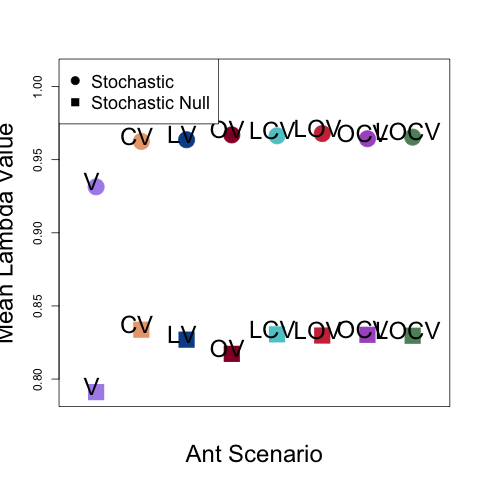 Stochastic
Stochastic Null
1.00
0.95
0.90
0.85
0.80
Mean Lambda Value
V
CV
LV
OV
LCV
LOV
OCV
LOCV
V
CV
LV
OV
LCV
LOV
OCV
LOCV
Ant Scenario